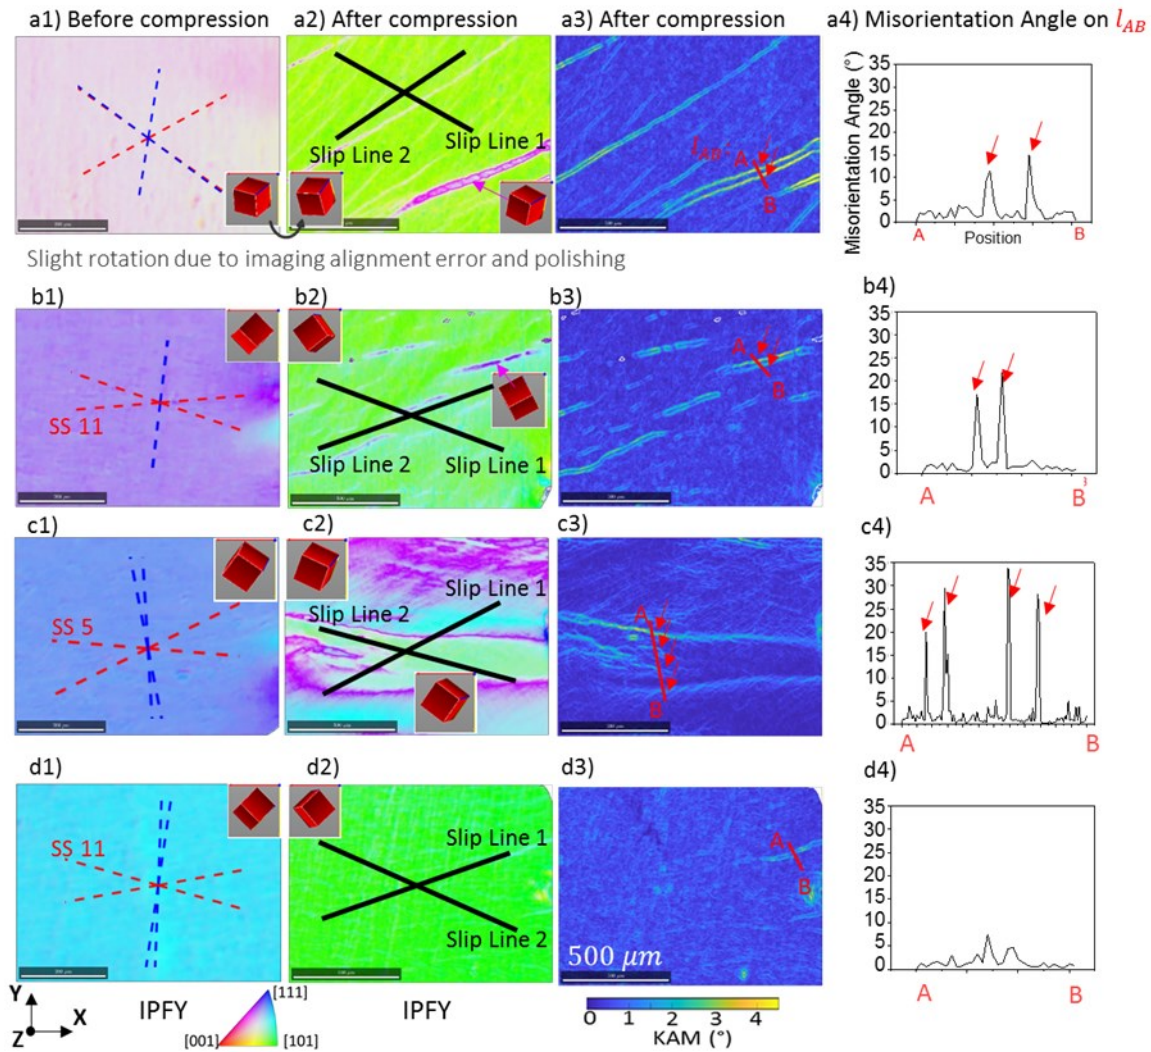 a1) Before compression
a2) After compression
a3) After compression
a4) Misorientation Angle on l_AB
Slip Line 1
Slip Line 2
l_AB: A
B
Misorientation Angle (°)
35
30
25
20
15
10
5
0
A
Position
B
Slight rotation due to imaging alignment error and polishing
b1)
b2)
b3)
b4)
SS 11
Slip Line 2
Slip Line 1
A
B
35
30
25
20
15
10
5
0
A
B
c1)
c2)
c3)
c4)
SS 5
Slip Line 1
Slip Line 2
A
B
35
30
25
20
15
10
5
0
A
B
d1)
d2)
d3)
d4)
SS 11
Slip Line 1
Slip Line 2
A
B
500 μm
35
30
25
20
15
10
5
0
A
B
Y
X
Z
IPFY
[111]
[001]
[101]
IPFY
0 1 2 3 4
KAM (°)